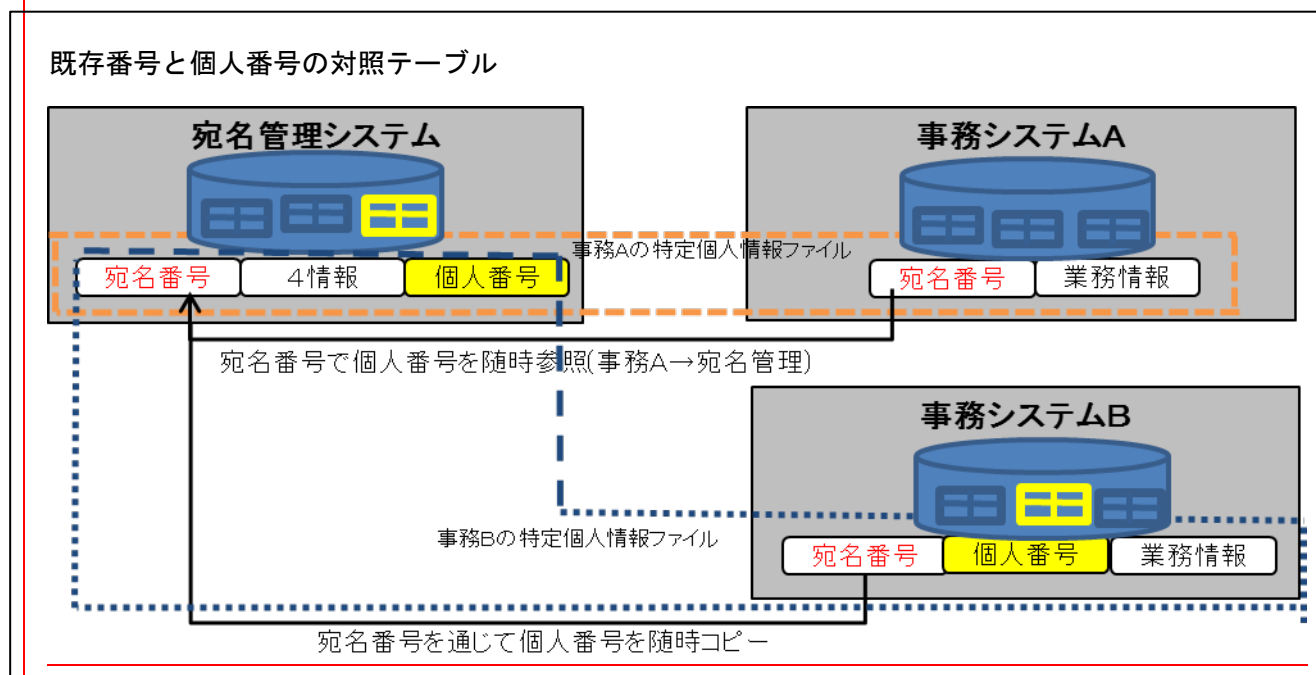 既存番号と個人番号の対照テーブル
宛名管理システム
事務システムA
事務Aの特定個人情報ファイル
宛名番号
4情報
個人番号
宛名番号
業務情報
宛名番号で個人番号を随時参照(事務A→宛名管理)
事務システムB
事務Bの特定個人情報ファイル
宛名番号
個人番号
業務情報
宛名番号を通じて個人番号を随時コピー